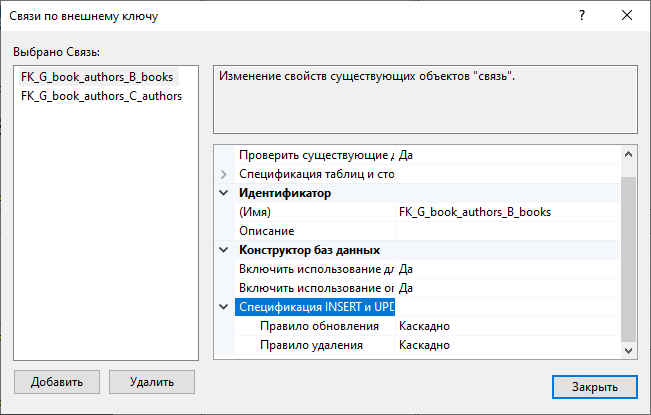 Связи по внешнему ключу
?
Выбрано Связь:
FK_G_book_authors_B_books
FK_G_book_authors_C_authors
Изменение свойств существующих объектов "связь".
Проверить существующие д Да
Спецификация таблиц и сто
Идентификатор
(Имя) FK_G_book_authors_B_books
Описание
Конструктор баз данных
Включить использование дл Да
Включить использование ог Да
Спецификация INSERT и UPD
Правило обновления Каскадно
Правило удаления Каскадно
Добавить Удалить
Закрыть